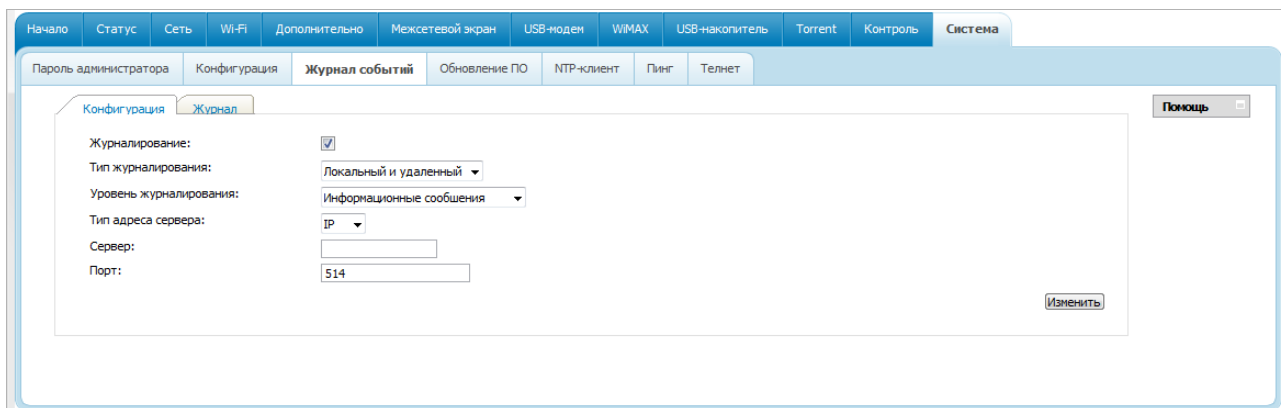 Начало Статус Сеть Wi-Fi Дополнительно Межсетевой экран USB-модем WiMAX USB-накопитель Torrent Контроль Система
Пароль администратора Конфигурация Журнал событий Обновление ПО NTP-клиент Пинг Телнет
Конфигурация Журнал
Помощь
Журналирование:
Тип журналирования: Локальный и удаленный
Уровень журналирования: Информационные сообщения
Тип адреса сервера: IP
Сервер:
Порт: 514
Изменить